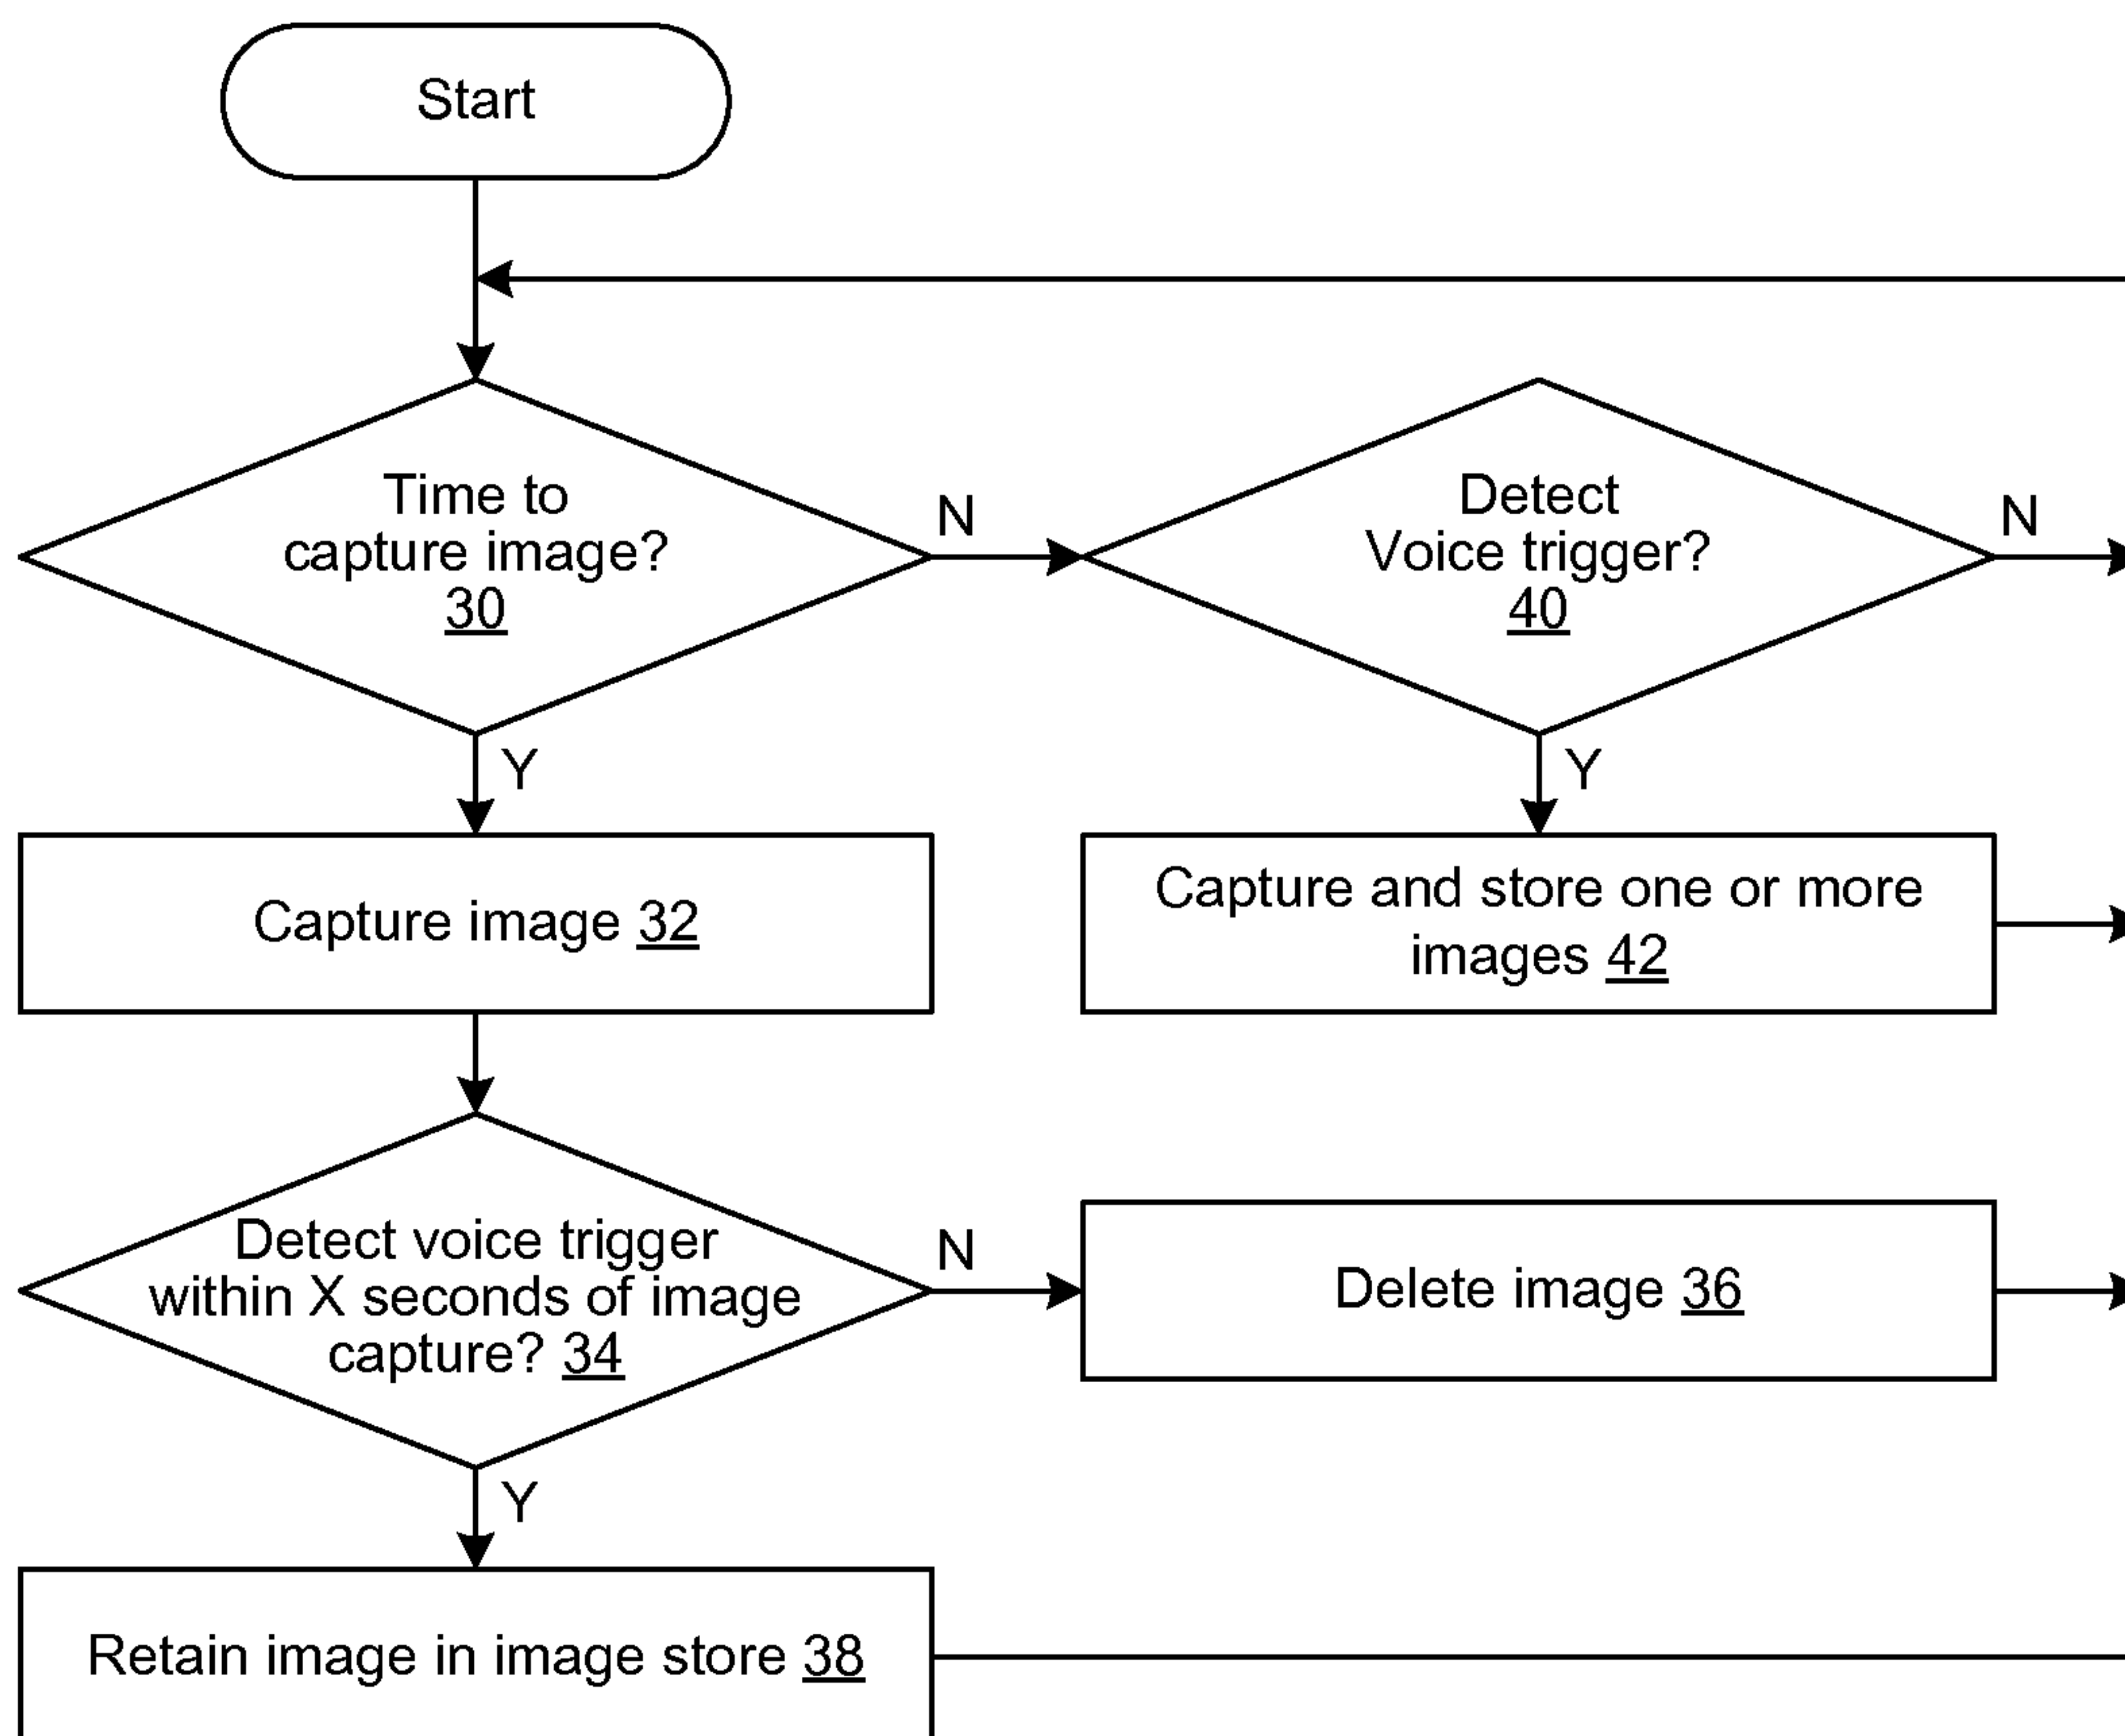 Start
Time to
capture image?
30
N
Detect
Voice trigger?
40
N
Y
Y
Capture image 32
Capture and store one or more
images 42
Detect voice trigger
within X seconds of image
capture? 34
N
Delete image 36
Y
Retain image in image store 38